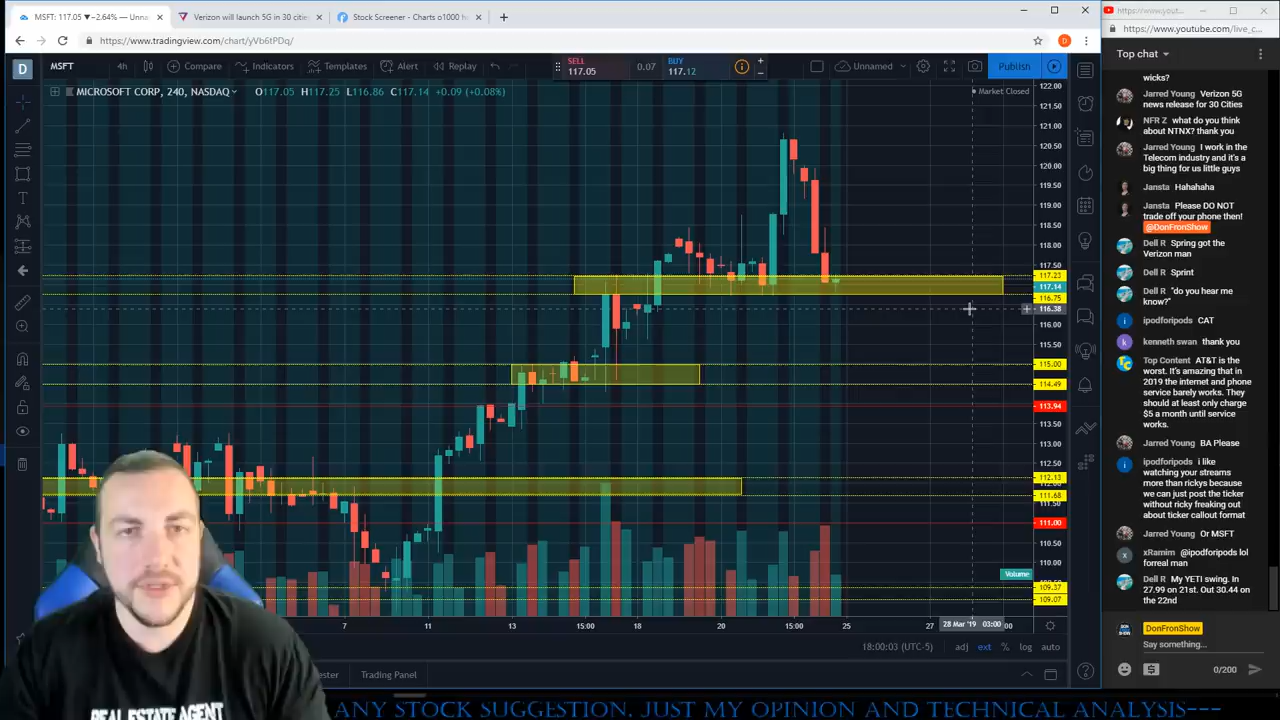 MSFT: 117.05 ▼−2.64% — Unna
Verizon will launch 5G in 30 cities
Stock Screener - Charts o1000 h
https://www.tradingview.com/chart/yVb6tPDq/
D
MSFT
4h
Compare
Indicators
Templates
Alert
Replay
SELL
117.05
0.07
BUY
117.12
Unnamed
Publish
MICROSOFT CORP, 240, NASDAQ
O117.05 H117.25 L116.86 C117.14 +0.09 (+0.08%)
Market Closed
122.00
121.50
121.00
120.50
120.00
119.50
119.00
118.50
118.00
117.50
117.23
117.14
116.75
116.38
116.00
115.50
115.00
114.49
113.94
113.50
113.00
112.50
112.13
111.68
111.00
110.50
110.00
Volume
109.37
109.07
7
11
13
15:00
18
20
15:00
25
27
28 Mar '19 03:00
:00
18:00:03 (UTC-5)
adj
ext
%
log
auto
ster
Trading Panel
REAL ESTATE AGENT
ANY STOCK SUGGESTION. JUST MY OPINION AND TECHNICAL ANALYSIS---
https://www.yout...
https://www.youtube.com/live_c...
Top chat
wicks?
Jarred Young Verizon
5G news release for 30 Cities
NFR Z what do you think
about NTNX? thank you
Jarred Young I work in the
Telecom industry and it's a
big thing for us little guys
Jansta Hahahaha
Jansta Please DO NOT
trade off your phone then!
@DonFronShow
Dell R Spring got the
Verizon man
Dell R Sprint
Dell R "do you hear me
know?"
ipodforipods CAT
kenneth swan thank you
Top Content AT&T is the
worst. It's amazing that in
2019 the internet and phone
service barely works. They
should at least only charge
$5 a month until service
works.
Jarred Young BA Please
ipodforipods i like
watching your streams
more than rickys because
we can just post the ticker
without ricky freaking out
about ticker callout format
Jarred Young Or MSFT
xRamim @ipodforipods lol
forreal man
Dell R My YETI swing. In
27.99 on 21st. Out 30.44 on
the 22nd
DonFronShow
Say something...
0/200